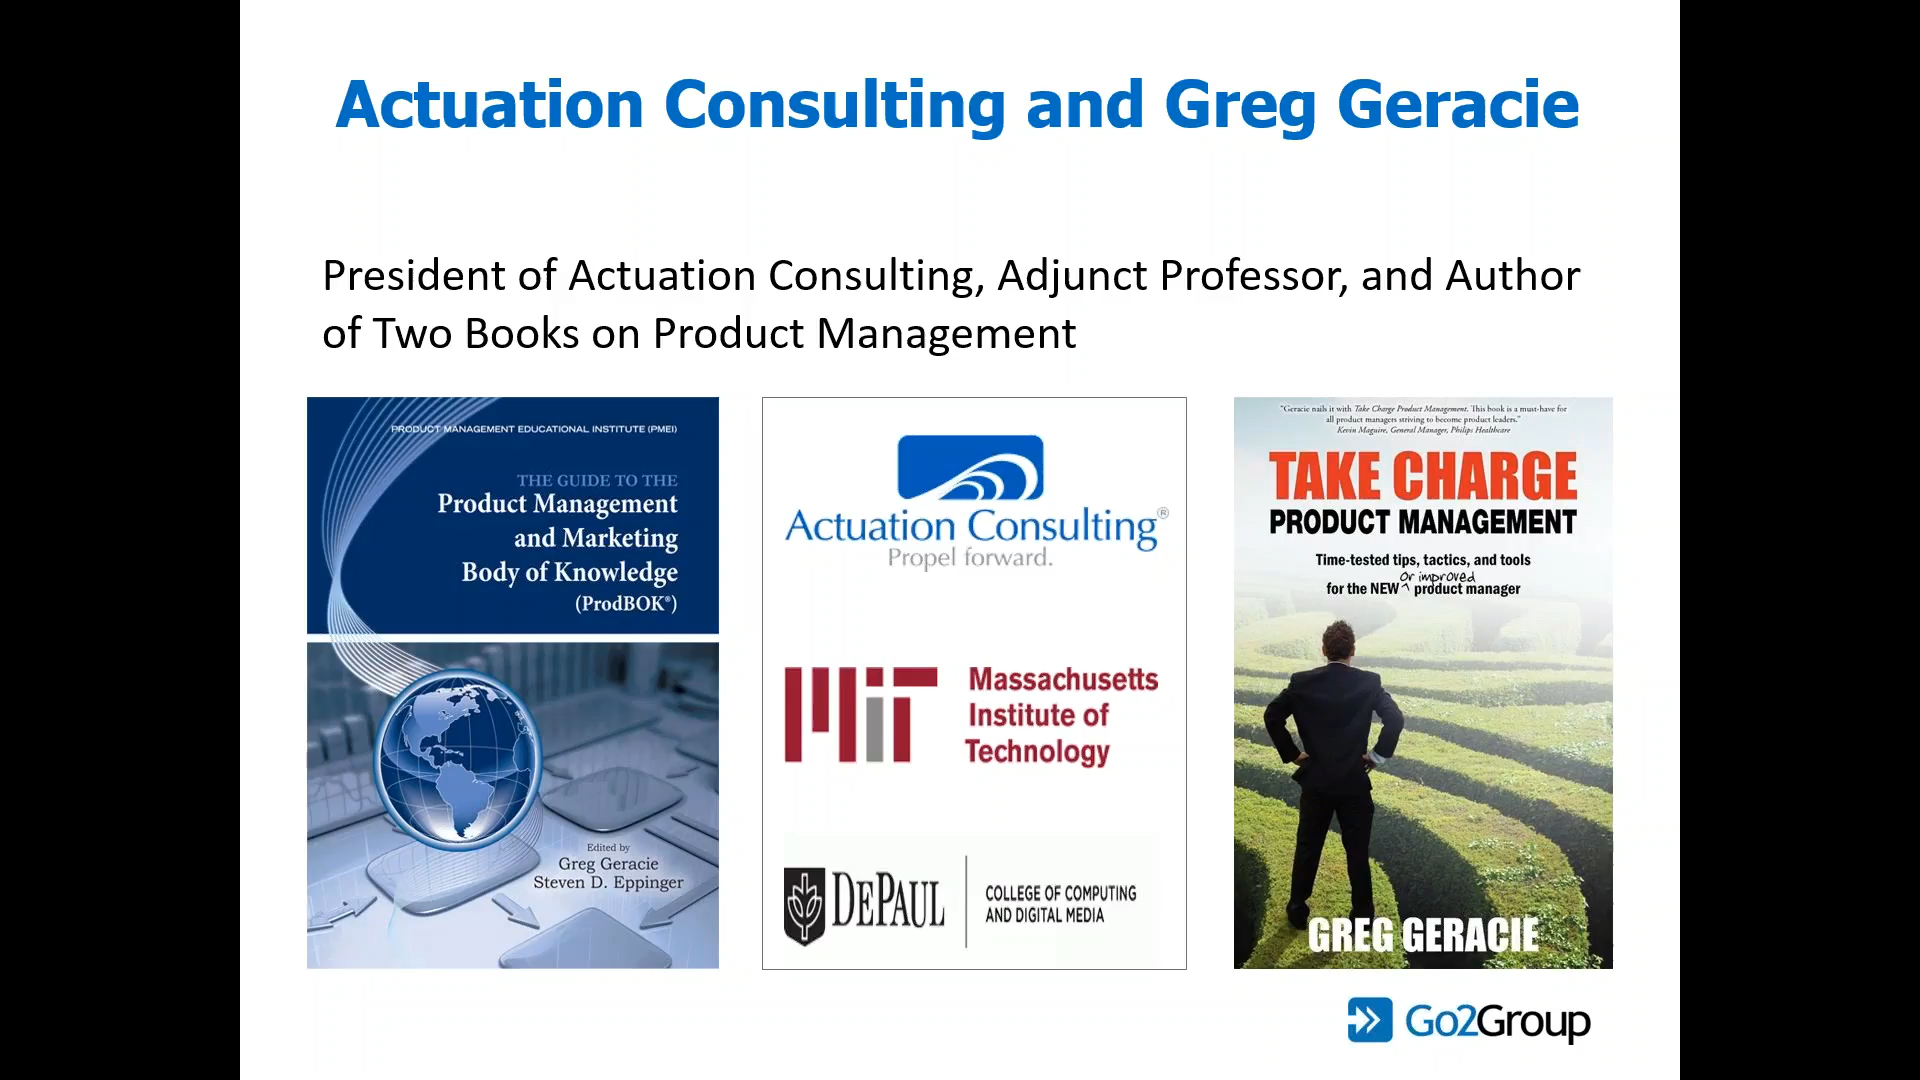 Actuation Consulting and Greg Geracie
President of Actuation Consulting, Adjunct Professor, and Author
of Two Books on Product Management
PRODUCT MANAGEMENT EDUCATIONAL INSTITUTE (PMEI)
THE GUIDE TO THE
Product Management
and Marketing
Body of Knowledge
(ProdBOK®)
Edited by
Greg Geracie
Steven D. Eppinger
Actuation Consulting®
Propel forward.
MIT
Massachusetts
Institute of
Technology
DEPAUL
COLLEGE OF COMPUTING
AND DIGITAL MEDIA
"Geracie nails it with Take Charge Product Management. This book is a must-have for
all product managers striving to become product leaders."
Kevin Maguire, General Manager, Philips Healthcare
TAKE CHARGE
PRODUCT MANAGEMENT
Time-tested tips, tactics, and tools
or improved
for the NEW ^ product manager
GREG GERACIE
Go2Group